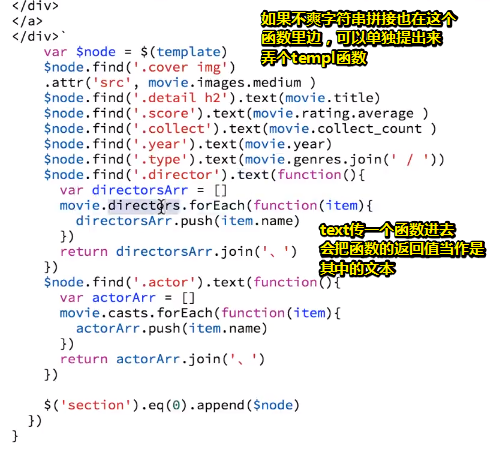 </div>
</a>
</div>`
如果不爽字符串拼接也在这个
函数里边，可以单独提出来
弄个templ函数
var $node = $(template)
$node.find('.cover img')
.attr('src', movie.images.medium )
$node.find('.detail h2').text(movie.title)
$node.find('.score').text(movie.rating.average )
$node.find('.collect').text(movie.collect_count )
$node.find('.year').text(movie.year)
$node.find('.type').text(movie.genres.join(' / '))
$node.find('.director').text(function(){
var directorsArr = []
movie.directors.forEach(function(item){
directorsArr.push(item.name)
})
return directorsArr.join('、')
})
text传一个函数进去
会把函数的返回值当作是
其中的文本
$node.find('.actor').text(function(){
var actorArr = []
movie.casts.forEach(function(item){
actorArr.push(item.name)
})
return actorArr.join('、')
})
$('section').eq(0).append($node)
})
}